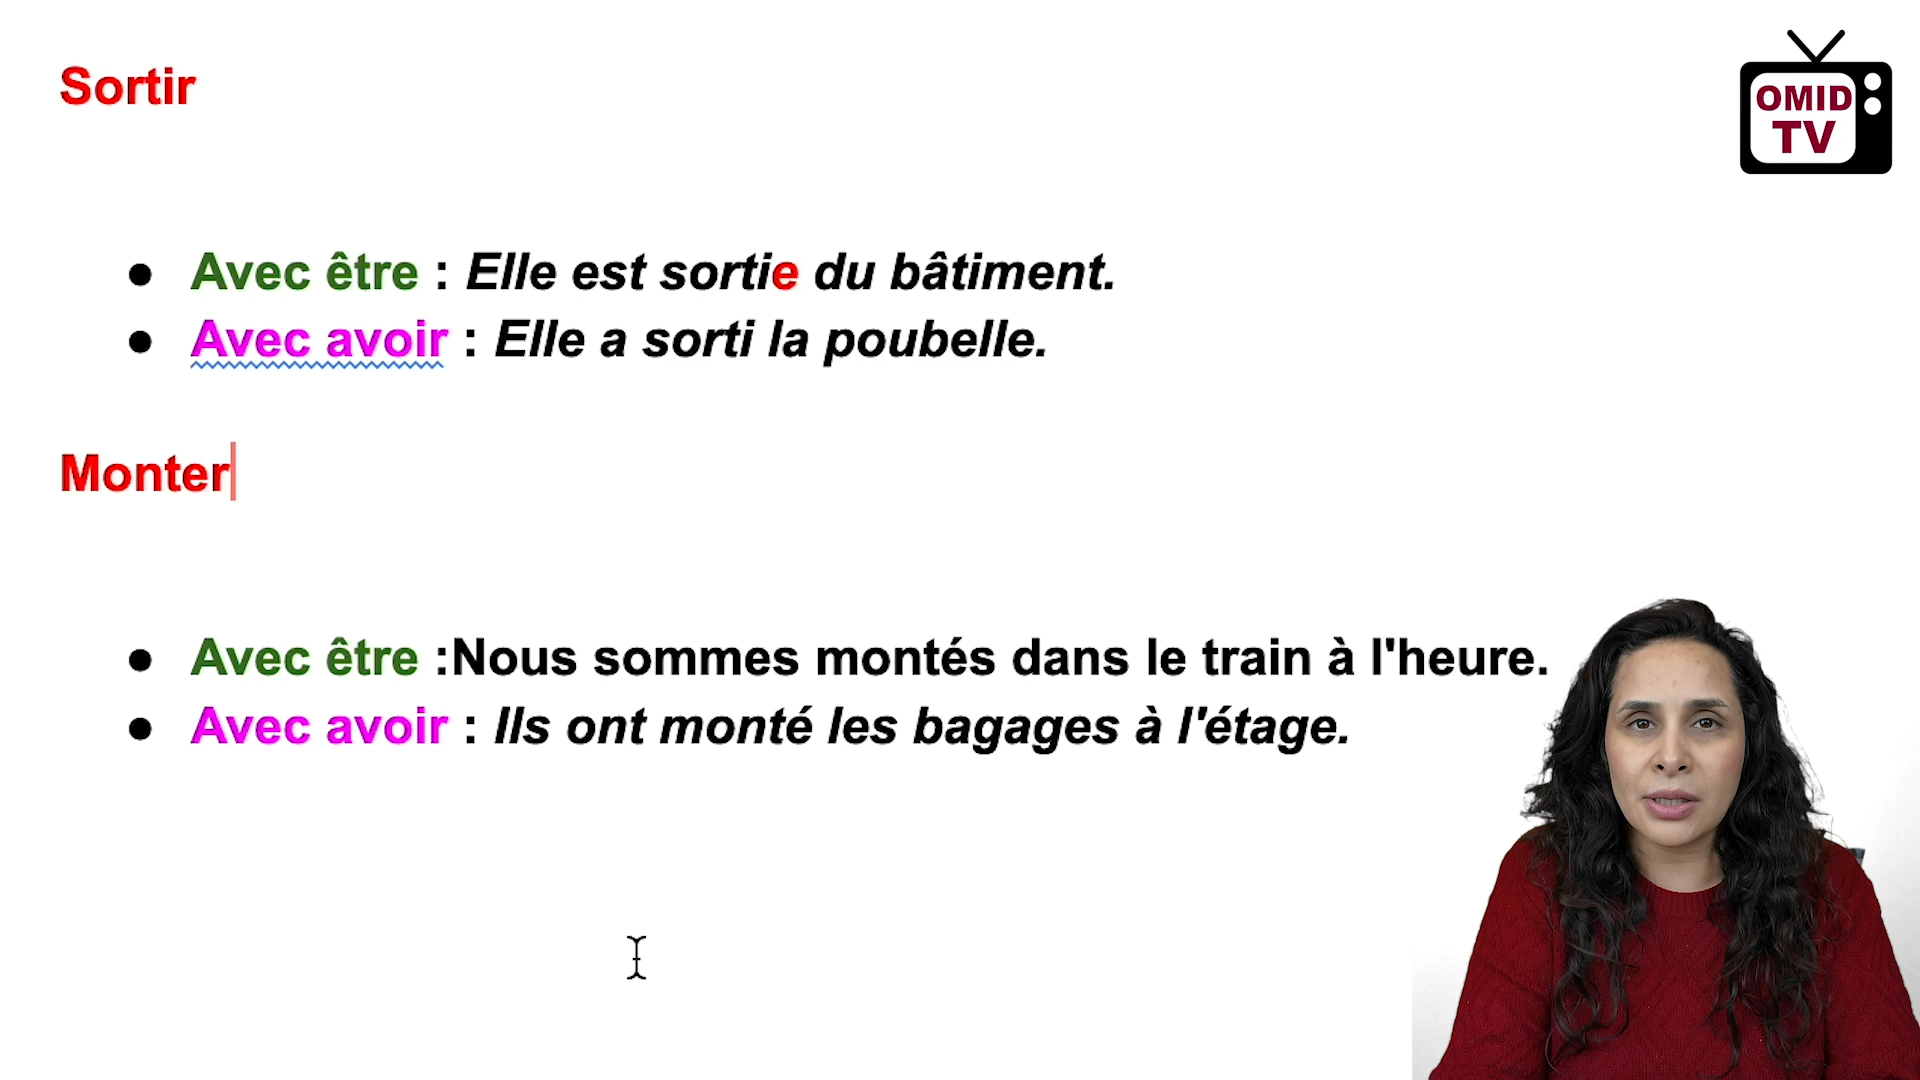 Sortir
OMID
TV
● Avec être : Elle est sortie du bâtiment.
● Avec avoir : Elle a sorti la poubelle.
Monter
● Avec être :Nous sommes montés dans le train à l'heure.
● Avec avoir : Ils ont monté les bagages à l'étage.